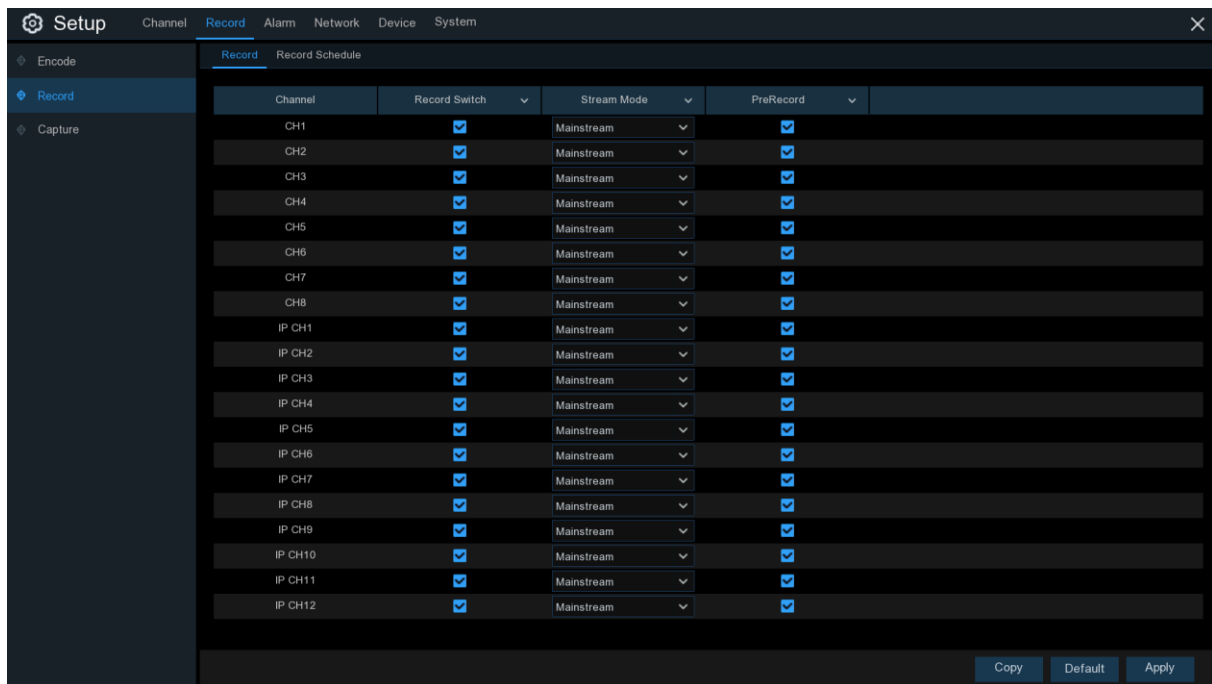 Setup Channel Record Alarm Network Device System
Encode
Record
Capture
Record Record Schedule
Channel Record Switch Stream Mode PreRecord
CH1 Mainstream
CH2 Mainstream
CH3 Mainstream
CH4 Mainstream
CH5 Mainstream
CH6 Mainstream
CH7 Mainstream
CH8 Mainstream
IP CH1 Mainstream
IP CH2 Mainstream
IP CH3 Mainstream
IP CH4 Mainstream
IP CH5 Mainstream
IP CH6 Mainstream
IP CH7 Mainstream
IP CH8 Mainstream
IP CH9 Mainstream
IP CH10 Mainstream
IP CH11 Mainstream
IP CH12 Mainstream
Copy Default Apply